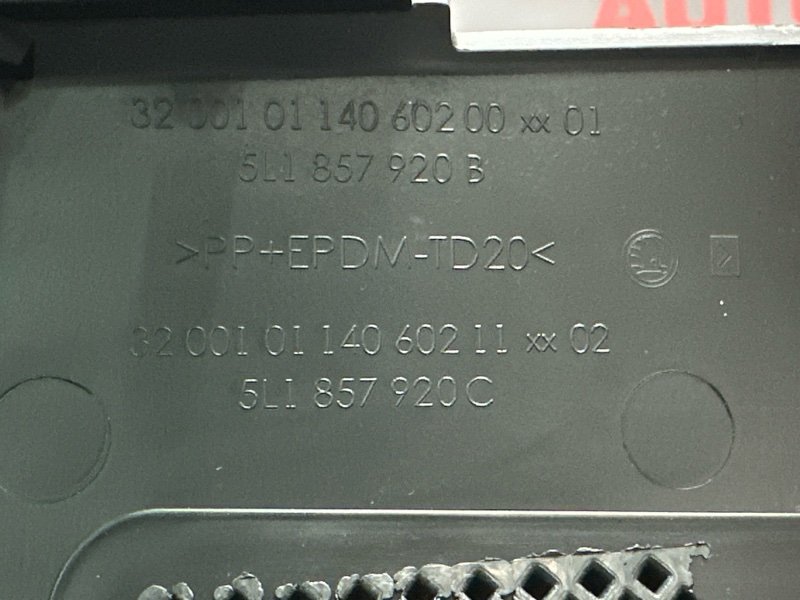 AUTO
32 001 01 140 602 00 xx 01
5L1 857 920 B
>PP+EPDM-TD20<
32 001 01 140 602 11 xx 02
5L1 857 920 C